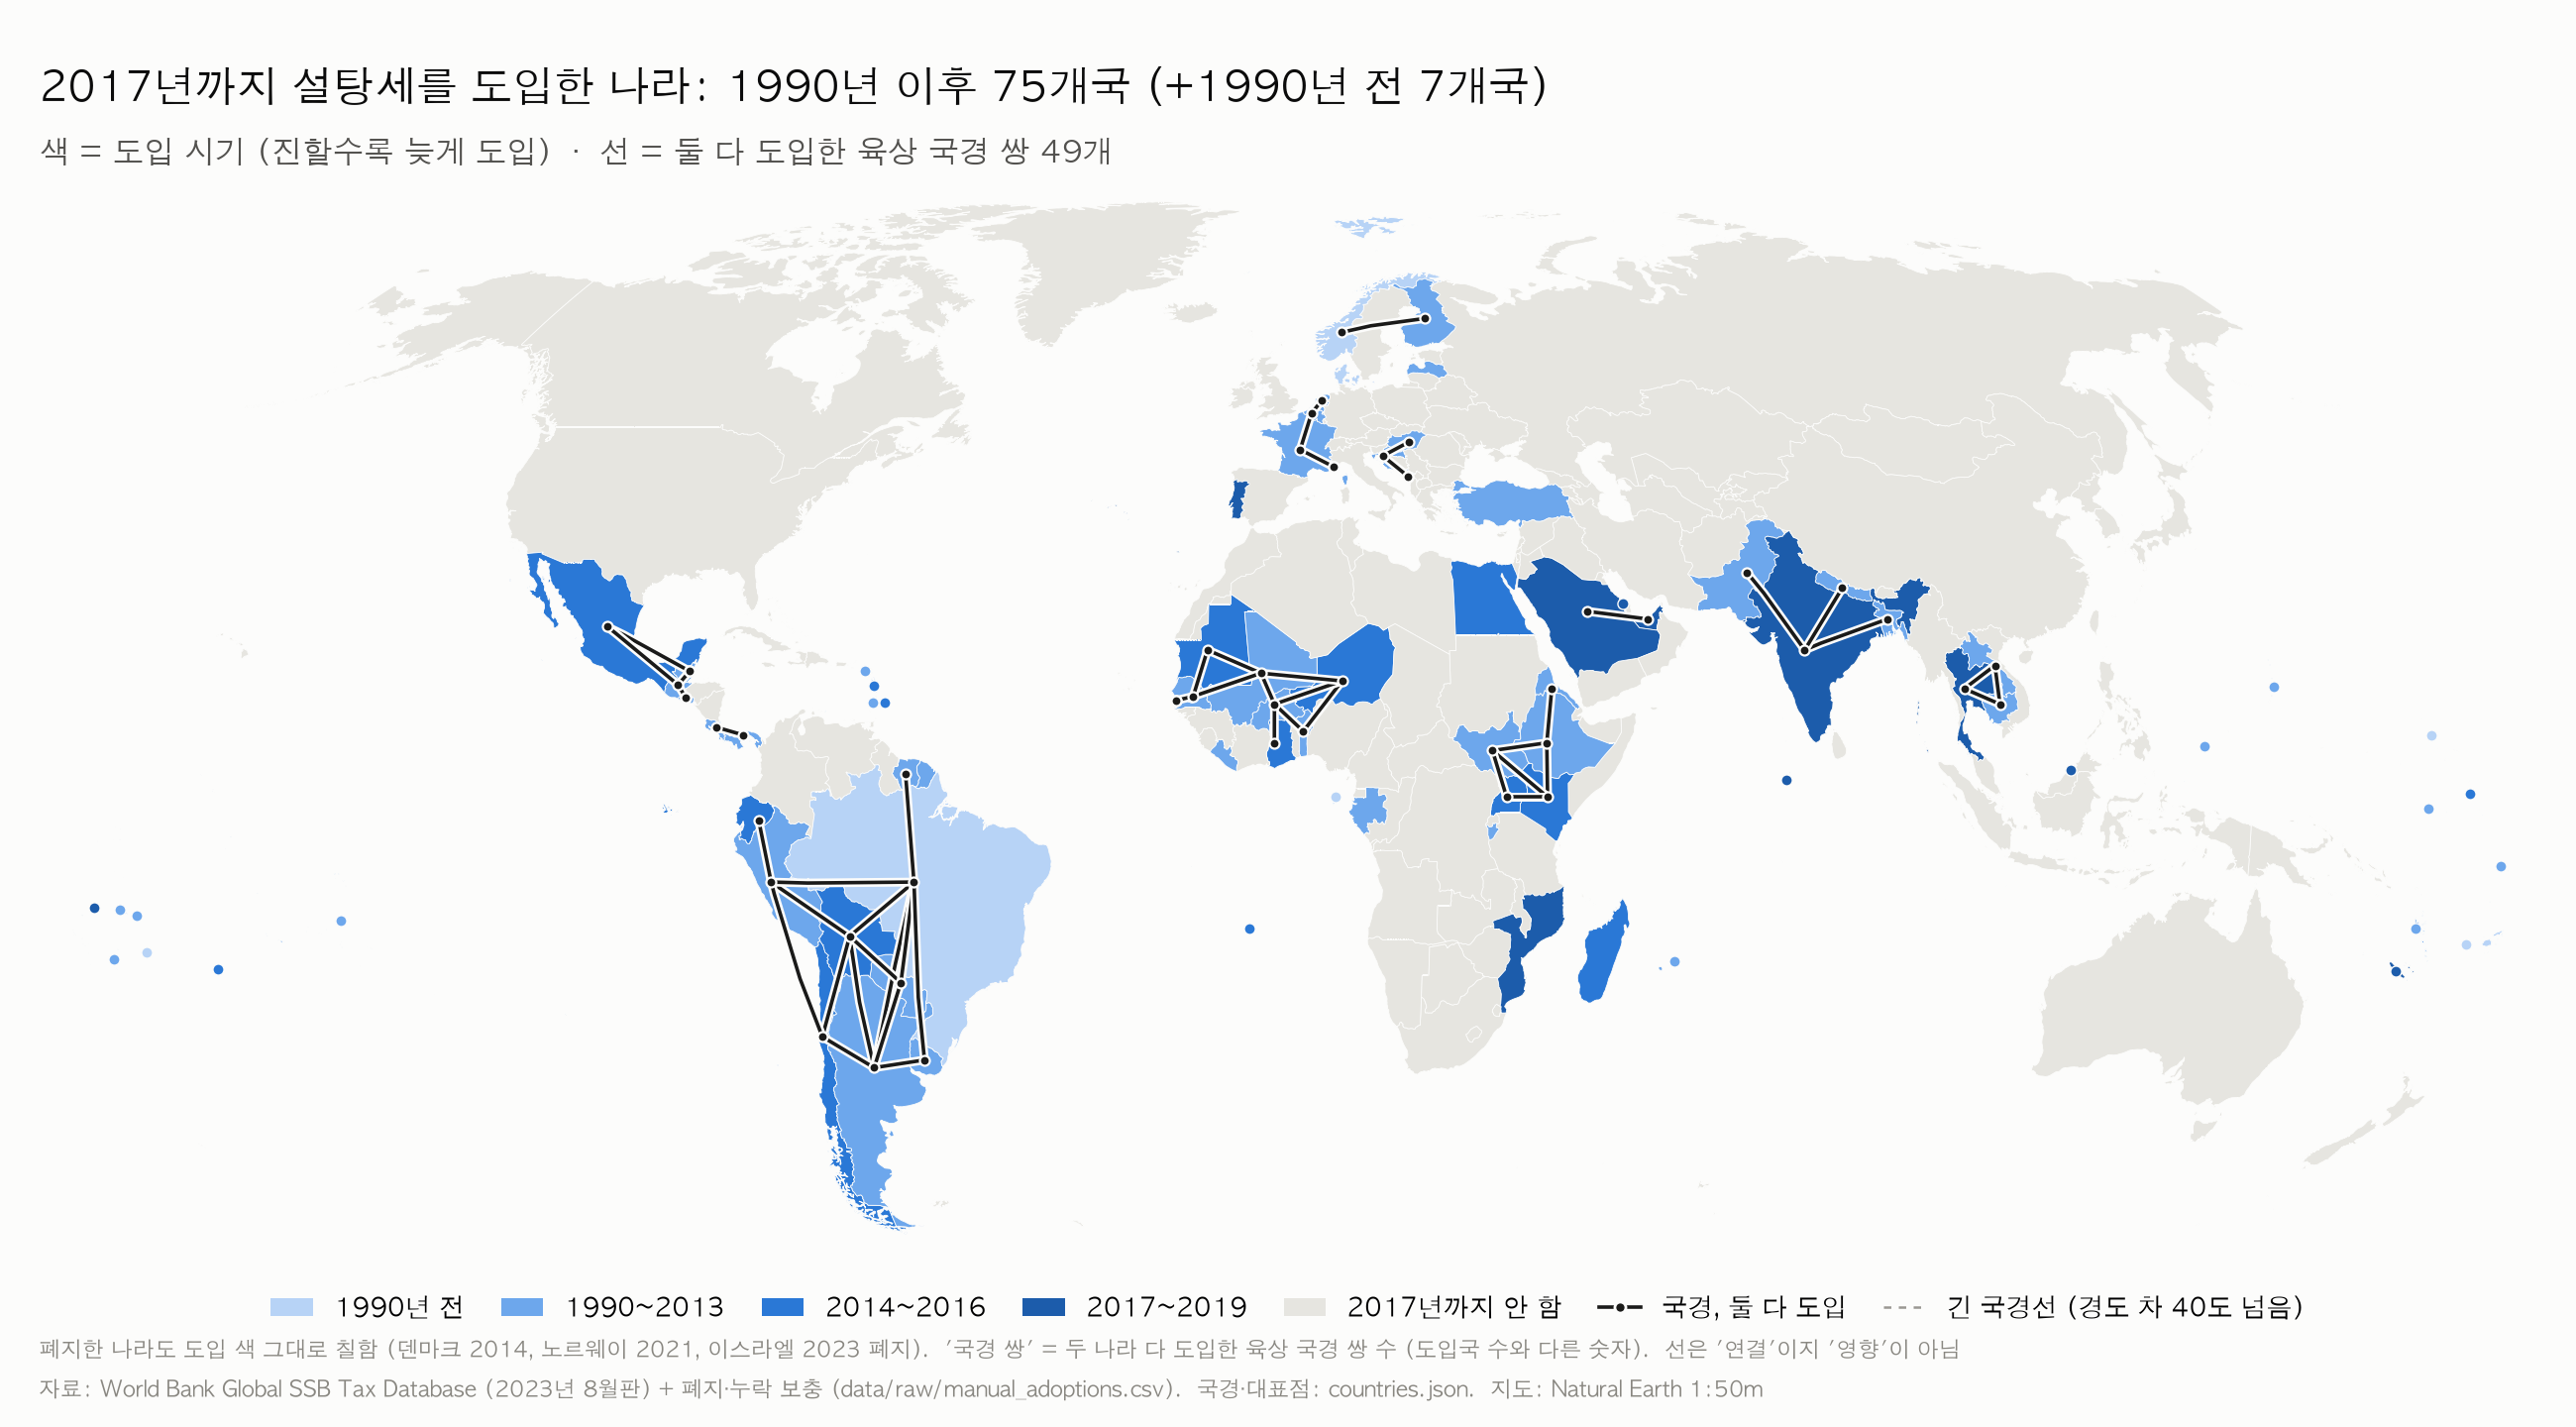 2017년까지 설탕세를 도입한 나라: 1990년 이후 75개국 (+1990년 전 7개국)
색 = 도입 시기 (진할수록 늦게 도입) · 선 = 둘 다 도입한 육상 국경 쌍 49개
1990년 전 1990~2013 2014~2016 2017~2019 2017년까지 안 함 국경, 둘 다 도입 긴 국경선 (경도 차 40도 넘음)
폐지한 나라도 도입 색 그대로 칠함 (덴마크 2014, 노르웨이 2021, 이스라엘 2023 폐지). '국경 쌍' = 두 나라 다 도입한 육상 국경 쌍 수 (도입국 수와 다른 숫자). 선은 '연결'이지 '영향'이 아님
자료: World Bank Global SSB Tax Database (2023년 8월판) + 폐지·누락 보충 (data/raw/manual_adoptions.csv). 국경·대표점: countries.json. 지도: Natural Earth 1:50m